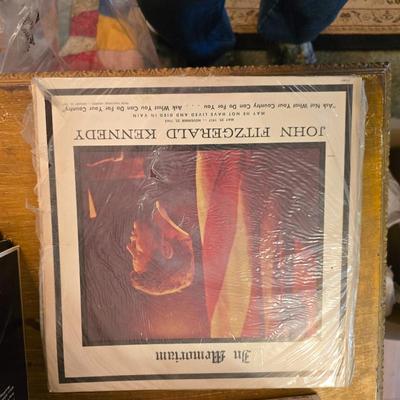 In Memoriam
JOHN FITZGERALD KENNEDY
MAY 29, 1917 — NOVEMBER 22, 1963
MAY HE NOT HAVE LIVED AND DIED IN VAIN
"Ask Not What Your Country Can Do For You . . . . Ask What You Can Do For Your Country"